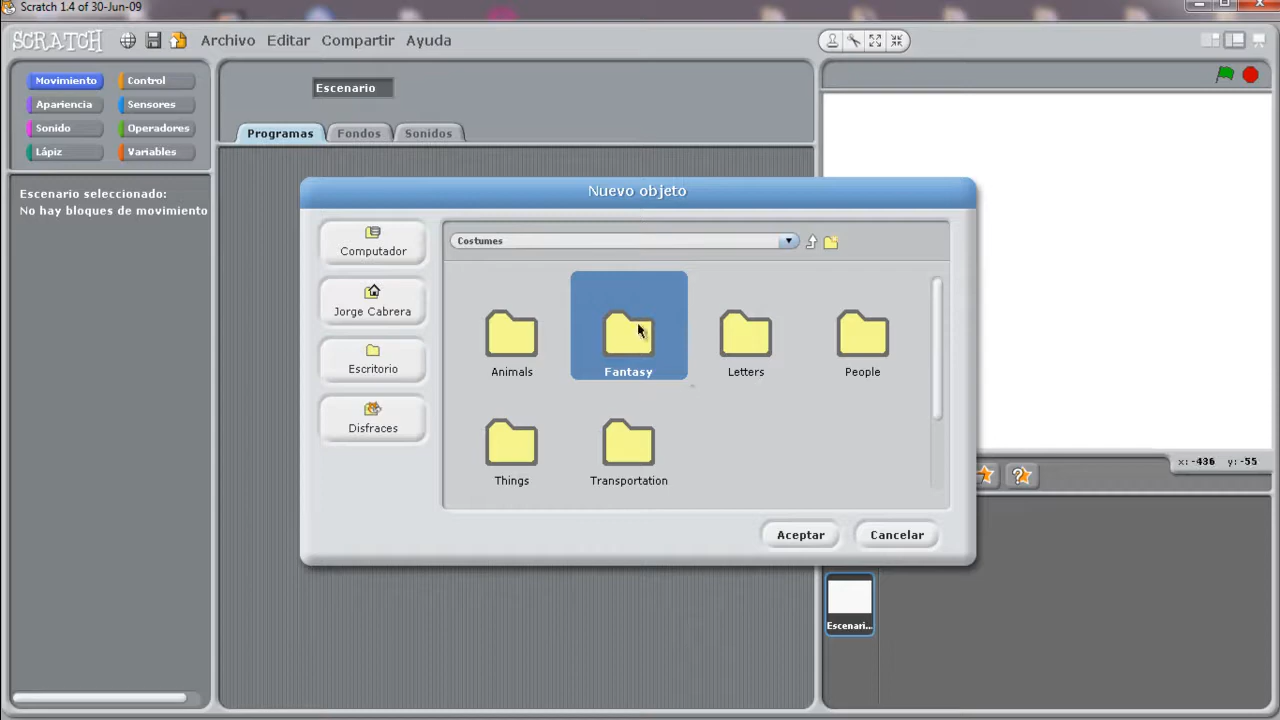 Scratch 1.4 of 30-Jun-09
SCRATCH
Archivo Editar Compartir Ayuda
Movimiento Control
Apariencia Sensores
Sonido Operadores
Lápiz Variables
Escenario
Programas Fondos Sonidos
Escenario seleccionado:
No hay bloques de movimiento
Nuevo objeto
Computador
Jorge Cabrera
Escritorio
Disfraces
Costumes
Animals Fantasy Letters People
Things Transportation
Aceptar Cancelar
x: -436 y: -55
Escenari...